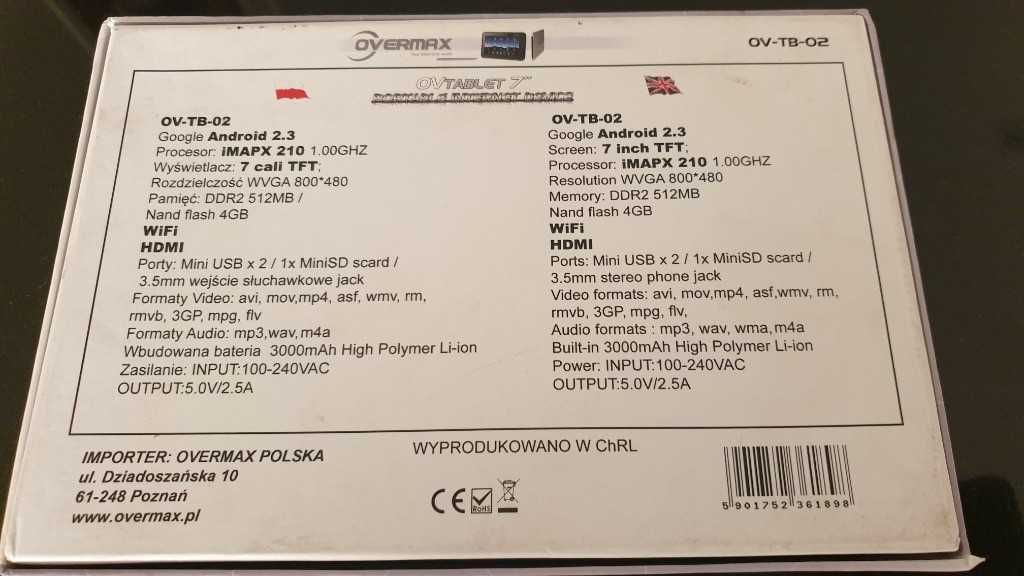 OVERMAX
OV-TB-02
OVTABLET 7"
PORTABLE INTERNET DEVICE
OV-TB-02
Google Android 2.3
Procesor: iMAPX 210 1.00GHZ
Wyświetlacz: 7 cali TFT;
Rozdzielczość WVGA 800*480
Pamięć: DDR2 512MB /
Nand flash 4GB
WiFi
HDMI
Porty: Mini USB x 2 / 1x MiniSD scard /
3.5mm wejście słuchawkowe jack
Formaty Video: avi, mov,mp4, asf, wmv, rm,
rmvb, 3GP, mpg, flv
Formaty Audio: mp3,wav,m4a
Wbudowana bateria 3000mAh High Polymer Li-ion
Zasilanie: INPUT:100-240VAC
OUTPUT:5.0V/2.5A
OV-TB-02
Google Android 2.3
Screen: 7 inch TFT;
Processor: iMAPX 210 1.00GHZ
Resolution WVGA 800*480
Memory: DDR2 512MB
Nand flash 4GB
WiFi
HDMI
Ports: Mini USB x 2 / 1x MiniSD scard /
3.5mm stereo phone jack
Video formats: avi, mov,mp4, asf,wmv, rm,
rmvb, 3GP, mpg, flv,
Audio formats : mp3, wav, wma,m4a
Built-in 3000mAh High Polymer Li-ion
Power: INPUT:100-240VAC
OUTPUT:5.0V/2.5A
IMPORTER: OVERMAX POLSKA
ul. Dziadoszańska 10
61-248 Poznań
www.overmax.pl
WYPRODUKOWANO W ChRL
CE
RoHS
5 901752 361898